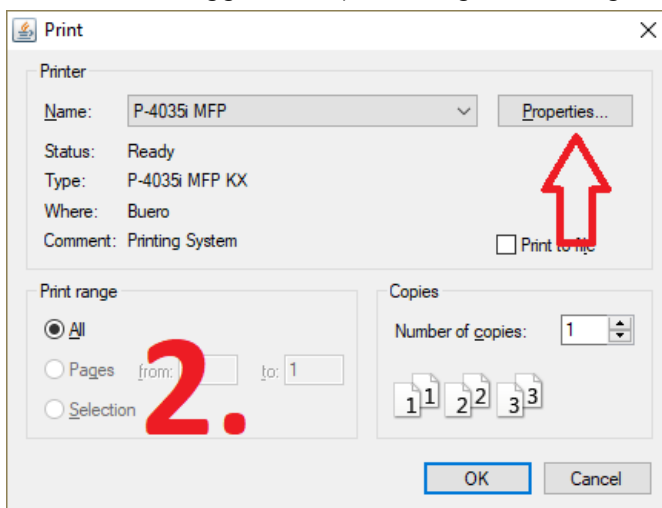 Print
Printer
Name: P-4035i MFP Properties...
Status: Ready
Type: P-4035i MFP KX
Where: Buero
Comment: Printing System Print to file
Print range
All
Pages from: to: 1
Selection
2.
Copies
Number of copies: 1
1 1 2 2 3 3
OK Cancel